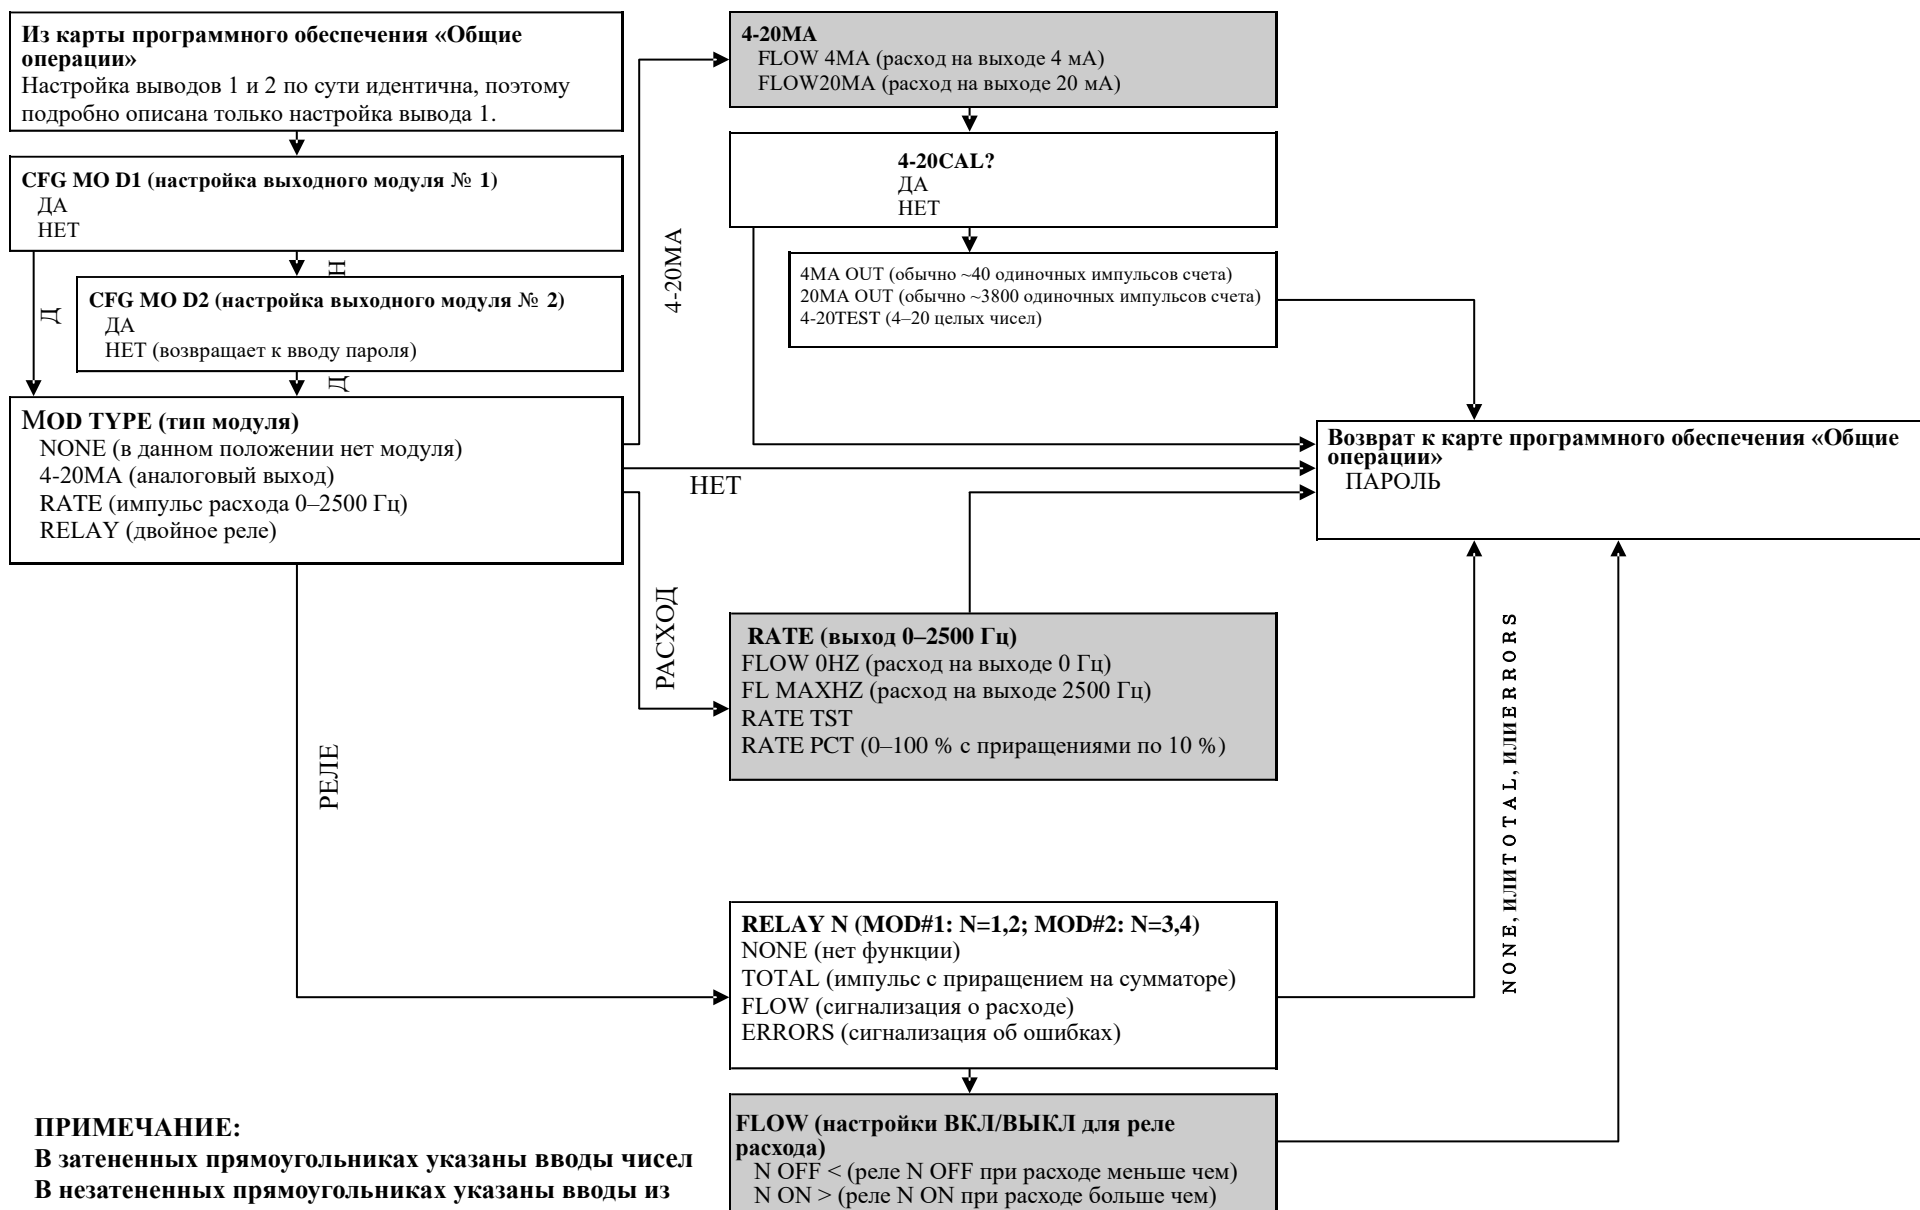 Из карты программного обеспечения «Общие
операции»
Настройка выводов 1 и 2 по сути идентична, поэтому
подробно описана только настройка вывода 1.
CFG MO D1 (настройка выходного модуля № 1)
ДА
НЕТ
Н
Д
CFG MO D2 (настройка выходного модуля № 2)
ДА
НЕТ (возвращает к вводу пароля)
Д
MOD TYPE (тип модуля)
NONE (в данном положении нет модуля)
4-20MA (аналоговый выход)
RATE (импульс расхода 0–2500 Гц)
RELAY (двойное реле)
4-20MA
4-20MA
FLOW 4MA (расход на выходе 4 мА)
FLOW20MA (расход на выходе 20 мА)
4-20CAL?
ДА
НЕТ
4MA OUT (обычно ~40 одиночных импульсов счета)
20MA OUT (обычно ~3800 одиночных импульсов счета)
4-20TEST (4–20 целых чисел)
НЕТ
Возврат к карте программного обеспечения «Общие
операции»
ПАРОЛЬ
РАСХОД
RATE (выход 0–2500 Гц)
FLOW 0HZ (расход на выходе 0 Гц)
FL MAXHZ (расход на выходе 2500 Гц)
RATE TST
RATE PCT (0–100 % с приращениями по 10 %)
РЕЛЕ
RELAY N (MOD#1: N=1,2; MOD#2: N=3,4)
NONE (нет функции)
TOTAL (импульс с приращением на сумматоре)
FLOW (сигнализация о расходе)
ERRORS (сигнализация об ошибках)
NONE, ИЛИ TOTAL, ИЛИ ERRORS
FLOW (настройки ВКЛ/ВЫКЛ для реле
расхода)
N OFF < (реле N OFF при расходе меньше чем)
N ON > (реле N ON при расходе больше чем)
ПРИМЕЧАНИЕ:
В затененных прямоугольниках указаны вводы чисел
В незатененных прямоугольниках указаны вводы из